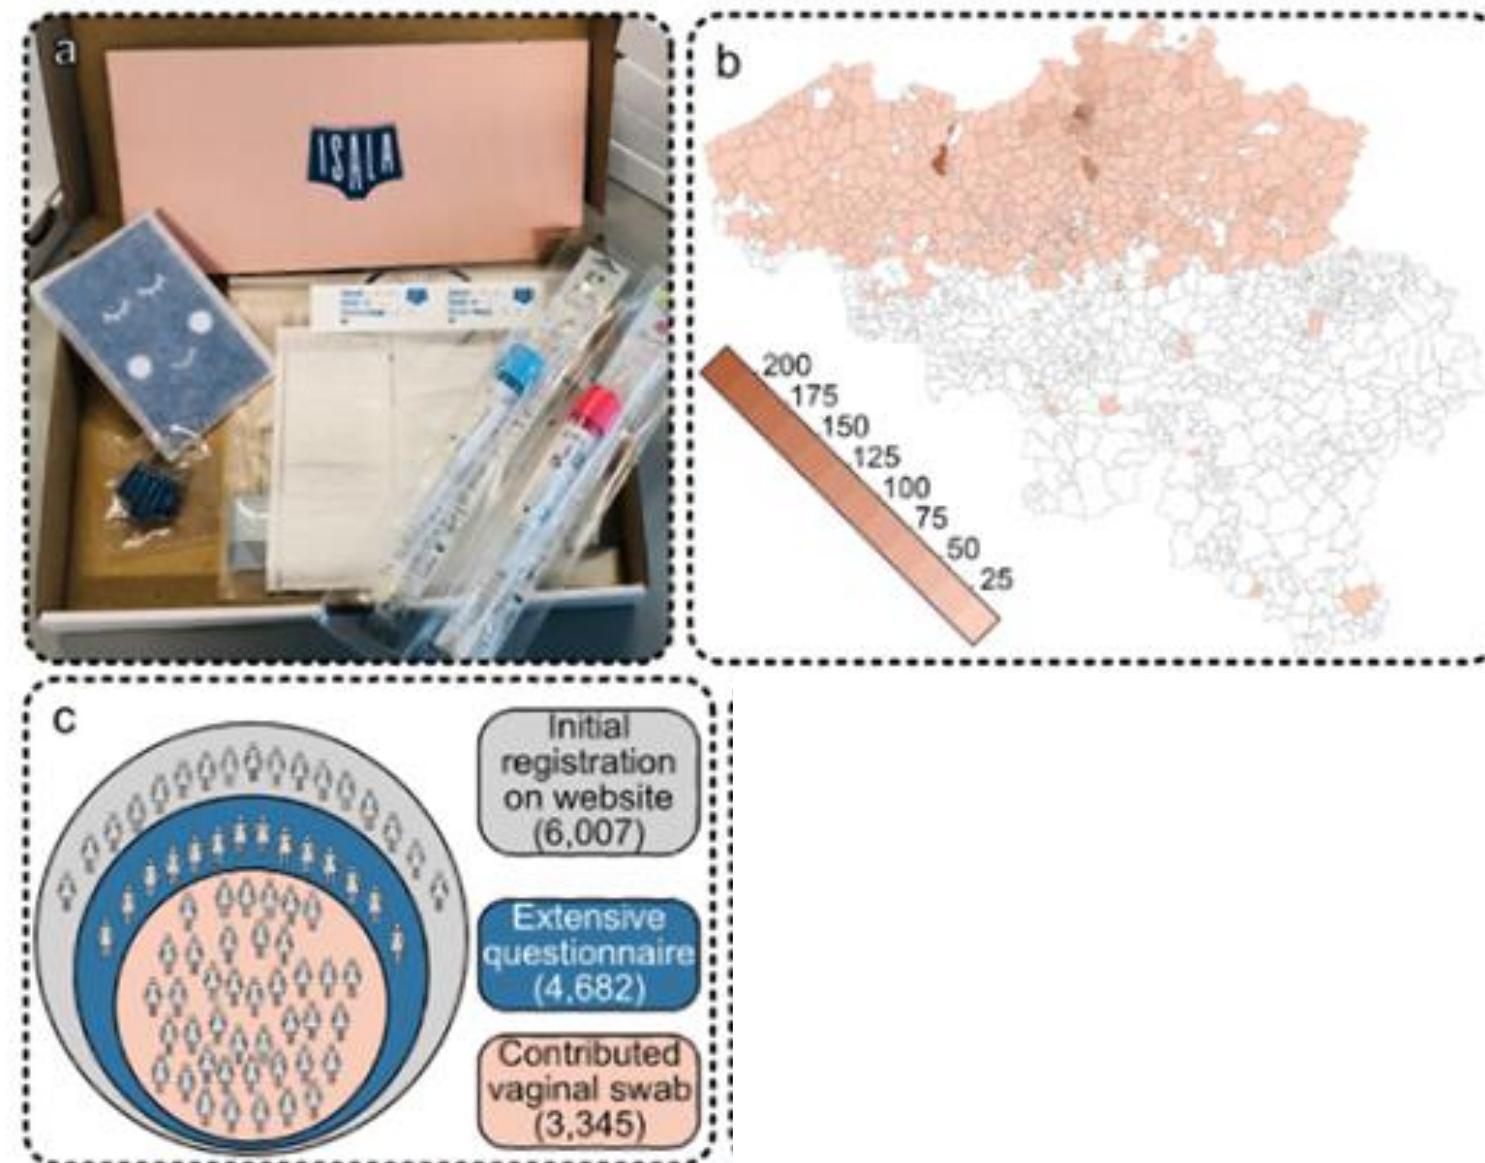 a
ISALA
b
200
175
150
125
100
75
50
25
c
Initial
registration
on website
(6,007)
Extensive
questionnaire
(4,682)
Contributed
vaginal swab
(3,345)